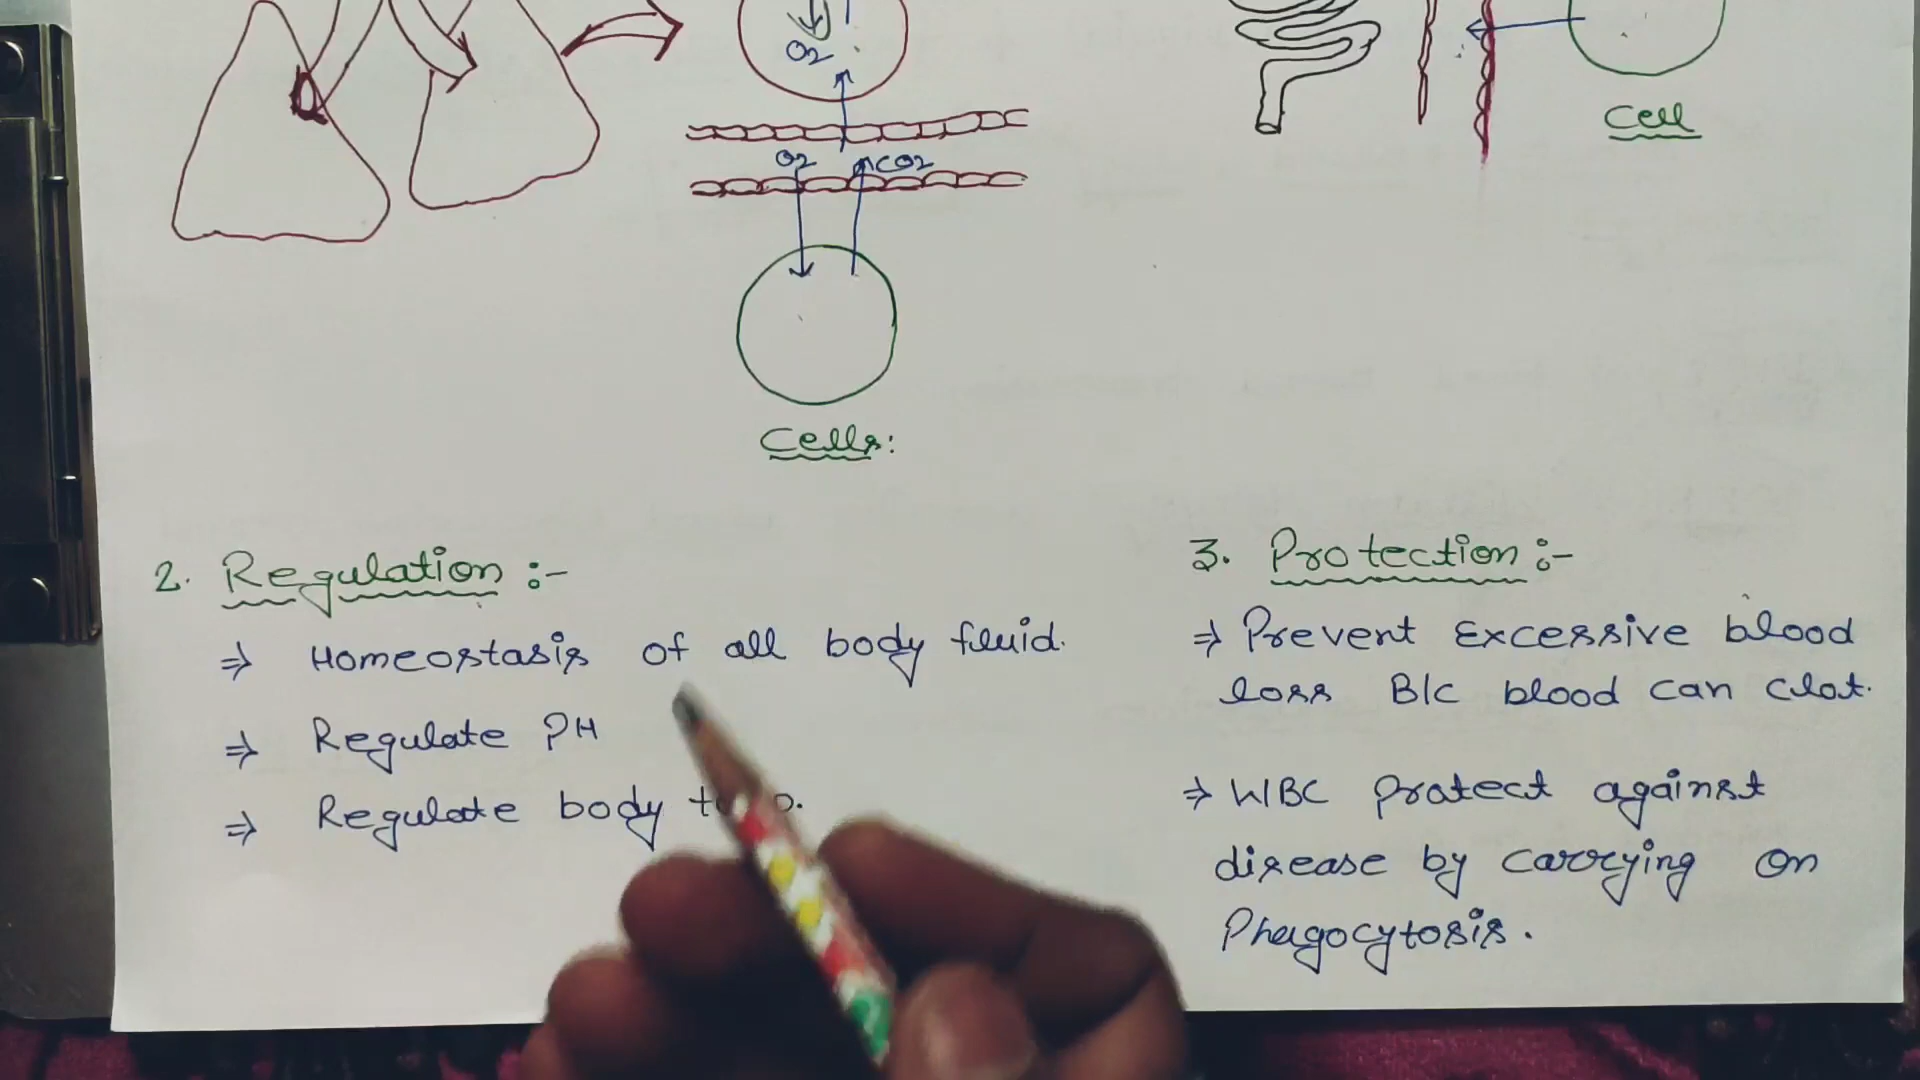 O2
O2
CO2
Cell
Cells:
2. Regulation :-
⇒ Homeostasis of all body fluid.
⇒ Regulate PH
⇒ Regulate body
3. Protection :-
⇒ Prevent Excessive blood
loss B/c blood can clot.
⇒ WBC Protect against
disease by carrying on
Phagocytosis.